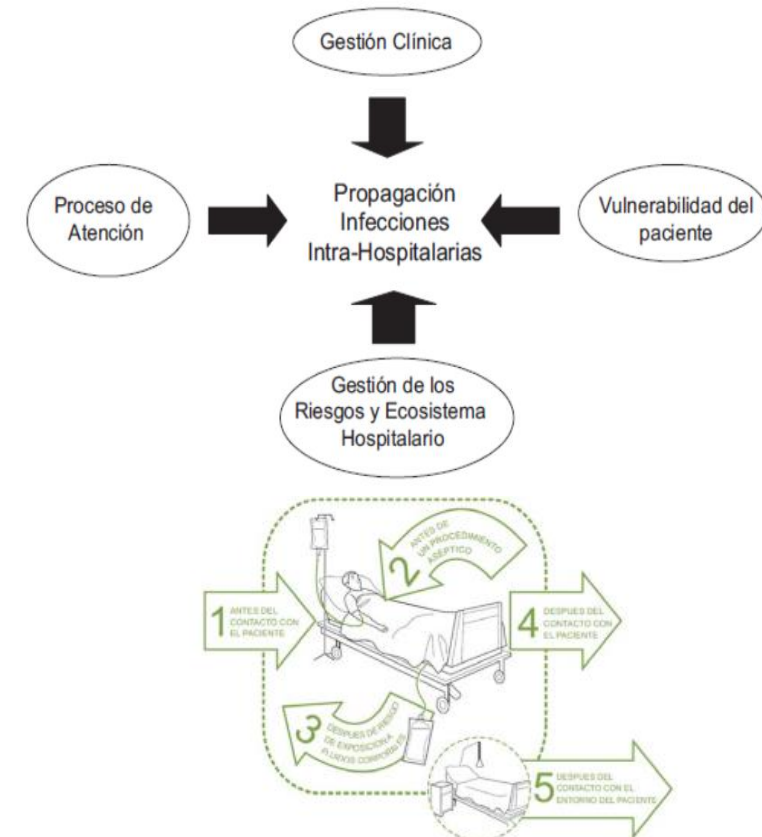 Gestión Clínica
Proceso de
Atención
Propagación
Infecciones
Intra-Hospitalarias
Vulnerabilidad del
paciente
Gestión de los
Riesgos y Ecosistema
Hospitalario
1 ANTES DEL
CONTACTO CON
EL PACIENTE
2 ANTES DE
UN PROCEDIMIENTO
ASÉPTICO
3 DESPUES DE RIESGO
DE EXPOSICION A
FLUIDOS CORPORALES
4 DESPUES DEL
CONTACTO CON
EL PACIENTE
5 DESPUES DEL
CONTACTO CON EL
ENTORNO DEL PACIENTE